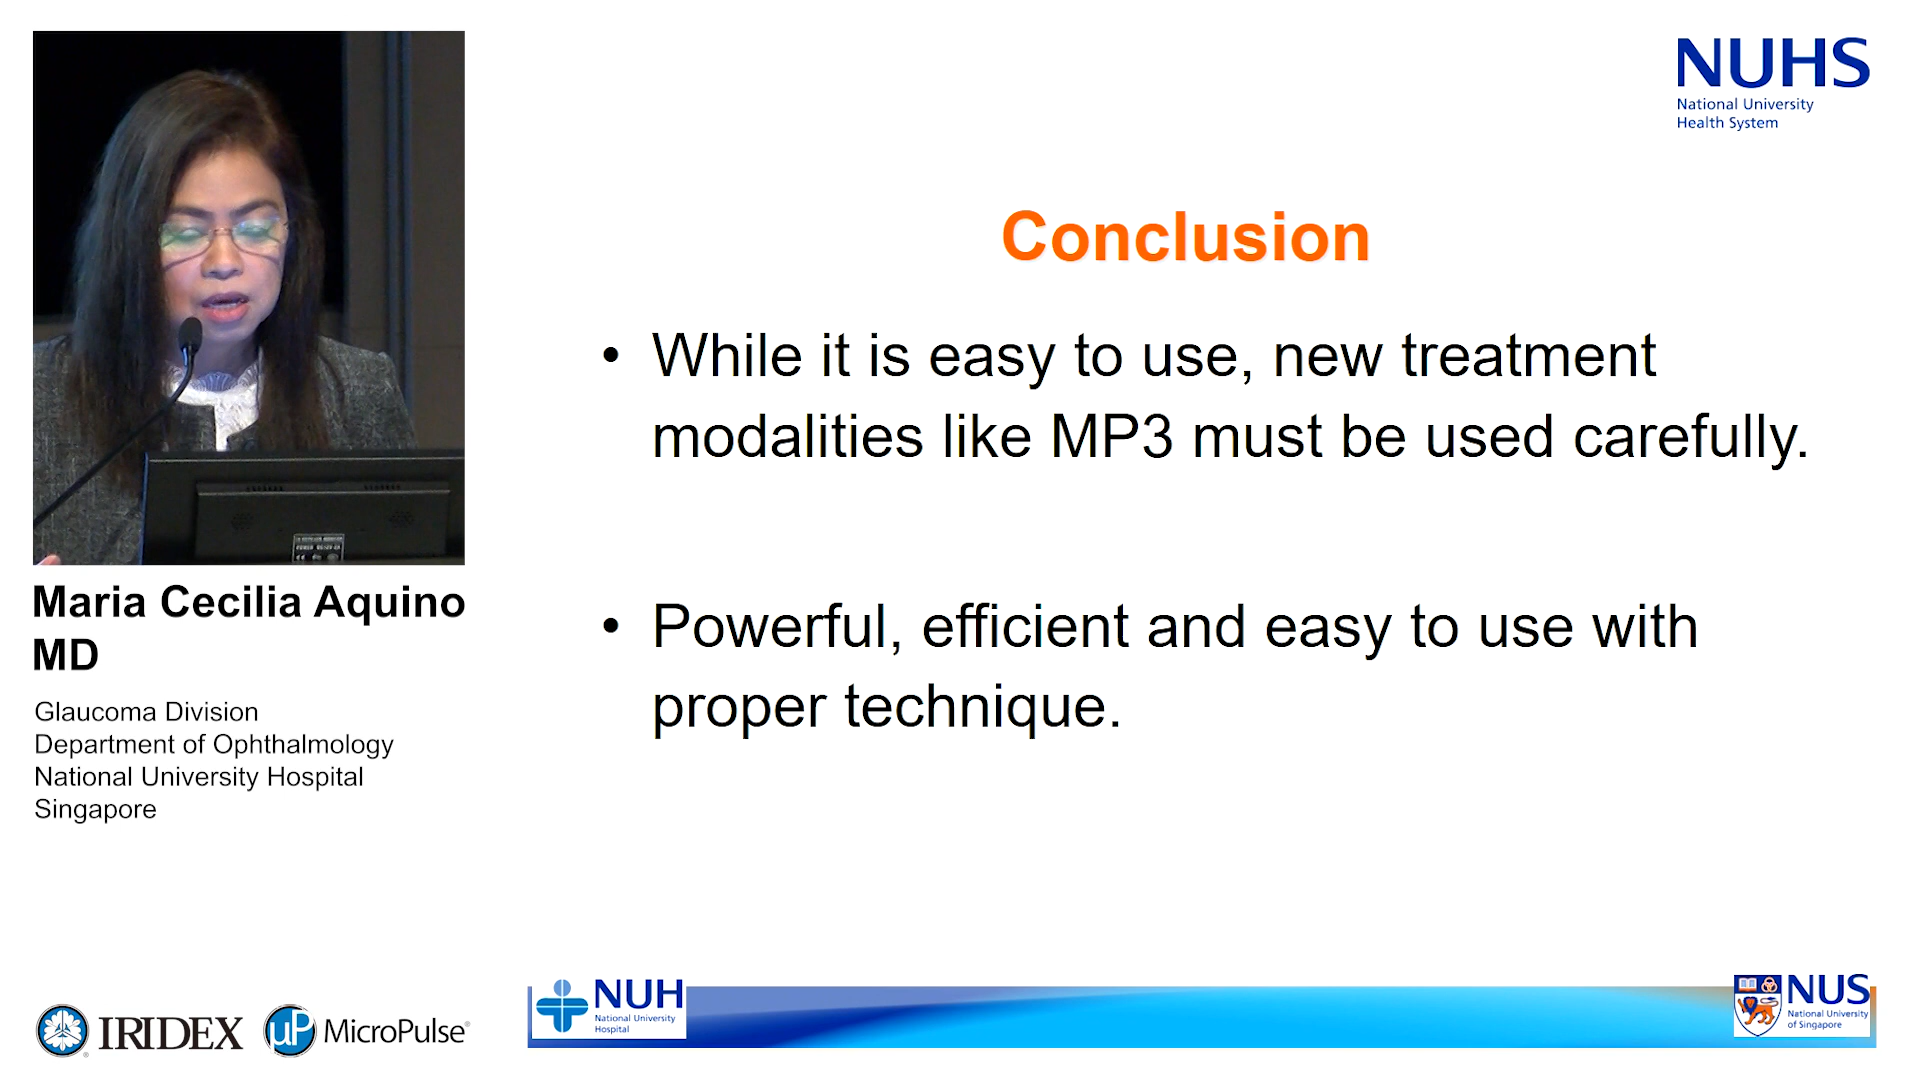 NUHS
National University
Health System
Conclusion
• While it is easy to use, new treatment
modalities like MP3 must be used carefully.
• Powerful, efficient and easy to use with
proper technique.
Maria Cecilia Aquino
MD
Glaucoma Division
Department of Ophthalmology
National University Hospital
Singapore
IRIDEX®
µP MicroPulse®
NUH
National University
Hospital
NUS
National University
of Singapore